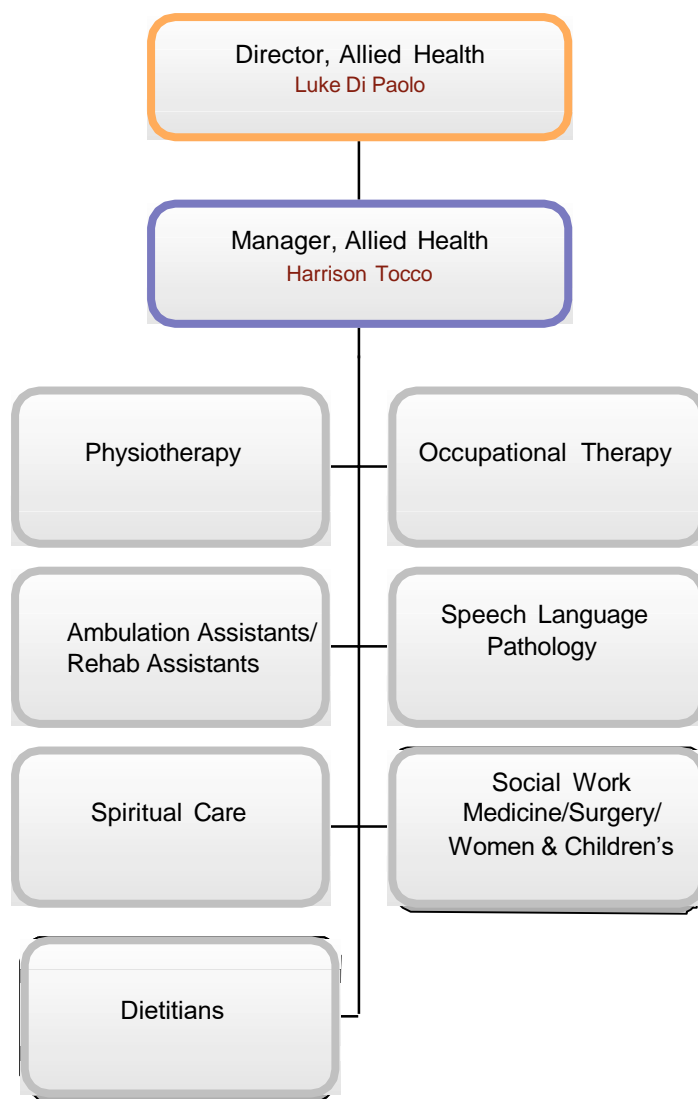 Director, Allied Health
Luke Di Paolo
Manager, Allied Health
Harrison Tocco
Physiotherapy
Occupational Therapy
Ambulation Assistants/
Rehab Assistants
Speech Language
Pathology
Spiritual Care
Social Work
Medicine/Surgery/
Women & Children’s
Dietitians